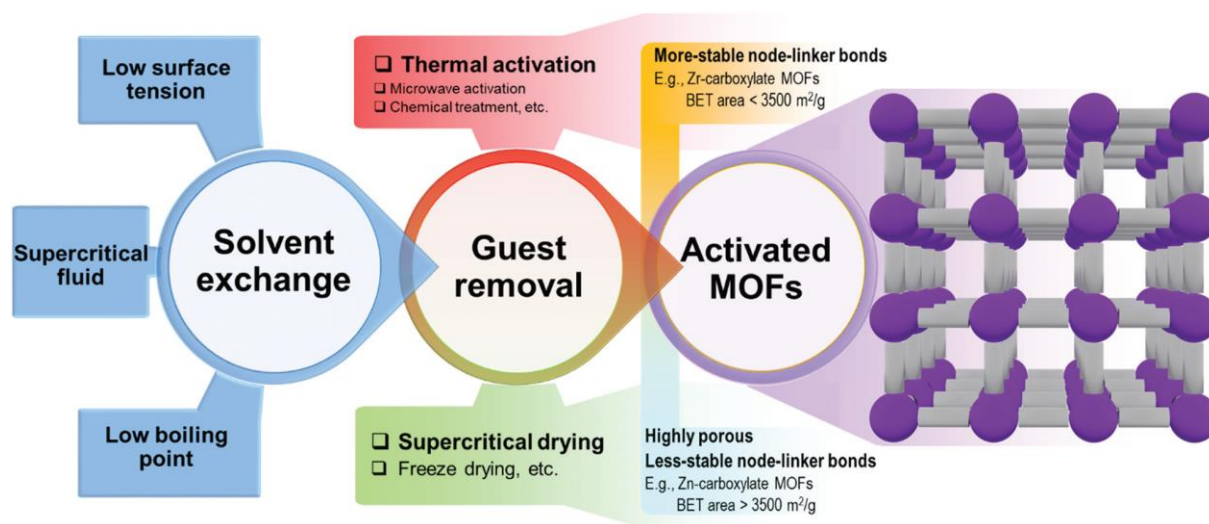 Low surface
tension
Supercritical
fluid
Low boiling
point
Solvent
exchange
❑ Thermal activation
❑ Microwave activation
❑ Chemical treatment, etc.
Guest
removal
❑ Supercritical drying
❑ Freeze drying, etc.
More-stable node-linker bonds
E.g., Zr-carboxylate MOFs
BET area < 3500 m²/g
Activated
MOFs
Highly porous
Less-stable node-linker bonds
E.g., Zn-carboxylate MOFs
BET area > 3500 m²/g